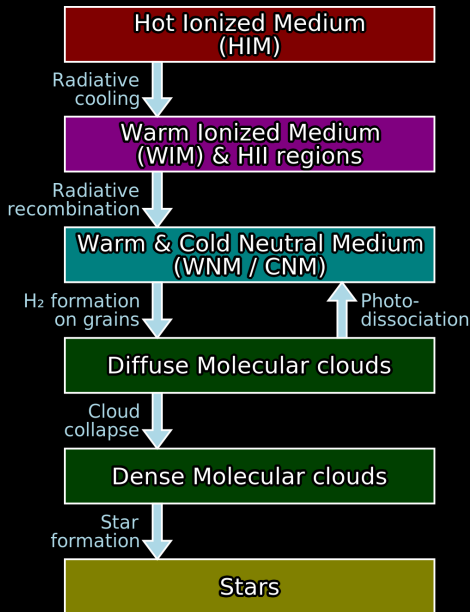 Hot Ionized Medium
(HIM)
Radiative
cooling
Warm Ionized Medium
(WIM) & HII regions
Radiative
recombination
Warm & Cold Neutral Medium
(WNM / CNM)
H₂ formation
on grains
Photo-
dissociation
Diffuse Molecular clouds
Cloud
collapse
Dense Molecular clouds
Star
formation
Stars